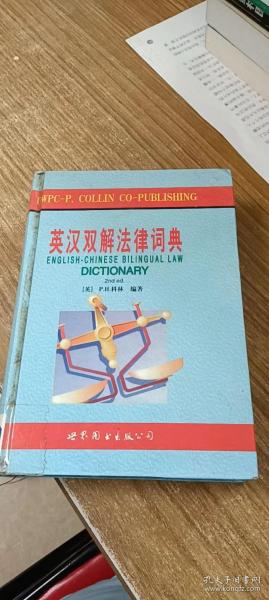 WPC-P. COLLIN CO-PUBLISHING
英汉双解法律词典
ENGLISH-CHINESE BILINGUAL LAW
DICTIONARY
2nd ed.
[英] P.H.科林 编著
世界图书出版公司
孔夫子旧书网